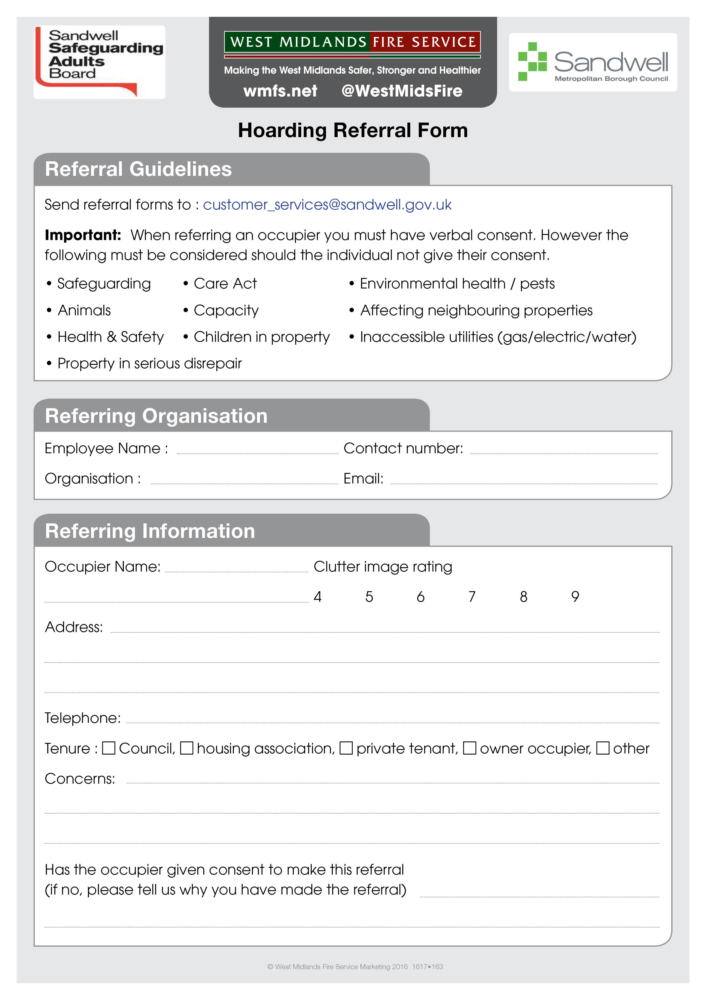 Sandwell
Safeguarding
Adults
Board
WEST MIDLANDS FIRE SERVICE
Making the West Midlands Safer, Stronger and Healthier
wmfs.net @WestMidsFire
Sandwell
Metropolitan Borough Council
Hoarding Referral Form
Referral Guidelines
Send referral forms to : customer_services@sandwell.gov.uk
Important: When referring an occupier you must have verbal consent. However the
following must be considered should the individual not give their consent.
• Safeguarding • Care Act • Environmental health / pests
• Animals • Capacity • Affecting neighbouring properties
• Health & Safety • Children in property • Inaccessible utilities (gas/electric/water)
• Property in serious disrepair
Referring Organisation
Employee Name : Contact number:
Organisation : Email:
Referring Information
Occupier Name: Clutter image rating
4 5 6 7 8 9
Address:
Telephone:
Tenure : ☐ Council, ☐ housing association, ☐ private tenant, ☐ owner occupier, ☐ other
Concerns:
Has the occupier given consent to make this referral
(if no, please tell us why you have made the referral)
© West Midlands Fire Service Marketing 2016 1617•163